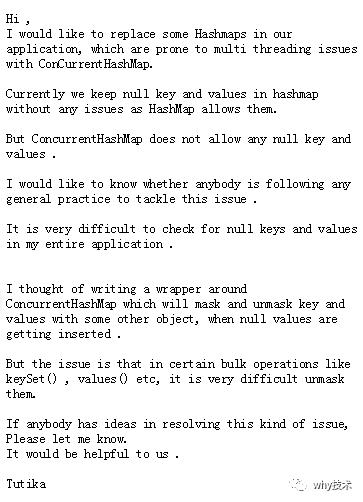 Hi ,
I would like to replace some Hashmaps in our
application, which are prone to multi threading issues
with ConCurrentHashMap.
Currently we keep null key and values in hashmap
without any issues as HashMap allows them.
But ConcurrentHashMap does not allow any null key and
values .
I would like to know whether anybody is following any
general practice to tackle this issue .
It is very difficult to check for null keys and values
in my entire application .
I thought of writing a wrapper around
ConcurrentHashMap which will mask and unmask key and
values with some other object, when null values are
getting inserted .
But the issue is that in certain bulk operations like
keySet() , values() etc, it is very difficult unmask
them.
If anybody has ideas in resolving this kind of issue,
Please let me know.
It would be helpful to us .
Tutika
why技术